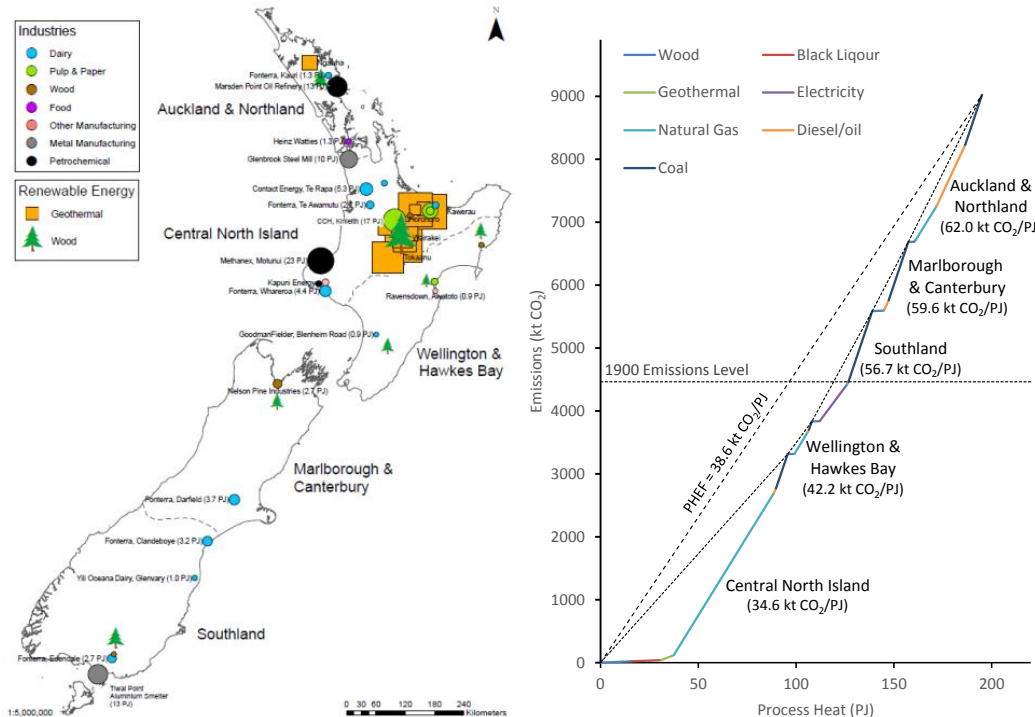 Industries
Dairy
Pulp & Paper
Wood
Food
Other Manufacturing
Metal Manufacturing
Petrochemical
Renewable Energy
Geothermal
Wood
N
Fonterra, Kauri (1.3 PJ)
Marsden Point Oil Refinery (13 PJ)
Auckland & Northland
Heinz Watties (1.3 PJ)
Glenbrook Steel Mill (10 PJ)
Contact Energy, Te Rapa (5.3 PJ)
Fonterra, Te Awamutu
Kawerau
CCH, Kinleith (17 PJ)
Central North Island
Wairakei
Tokaanu
Methanex, Motunui (23 PJ)
Kapuni Energy
Fonterra, Whareroa (4.4 PJ)
Ravensdown, (0.9 PJ)
GoodmanFielder, Blenheim Road (0.9 PJ)
Wellington &
Hawkes Bay
Nelson Pine Industries (2.7 PJ)
Marlborough &
Canterbury
Fonterra, Darfield (3.7 PJ)
Fonterra, Clandeboye (3.2 PJ)
Yili Oceana Dairy, Glenvary (1.0 PJ)
Southland
Fonterra, Edendale (2.7 PJ)
Tiwai Point
Aluminium Smelter
(13 PJ)
1:5,000,000
0 30 60 120 180 240
Kilometers
Wood
Black Liqour
Geothermal
Electricity
Natural Gas
Diesel/oil
Coal
Emissions (kt CO₂)
9000
8000
7000
6000
5000
4000
3000
2000
1000
0
Auckland &
Northland
(62.0 kt CO₂/PJ)
Marlborough
& Canterbury
(59.6 kt CO₂/PJ)
Southland
(56.7 kt CO₂/PJ)
1900 Emissions Level
PHEF = 38.6 kt CO₂/PJ
Wellington &
Hawkes Bay
(42.2 kt CO₂/PJ)
Central North Island
(34.6 kt CO₂/PJ)
0 50 100 150 200
Process Heat (PJ)